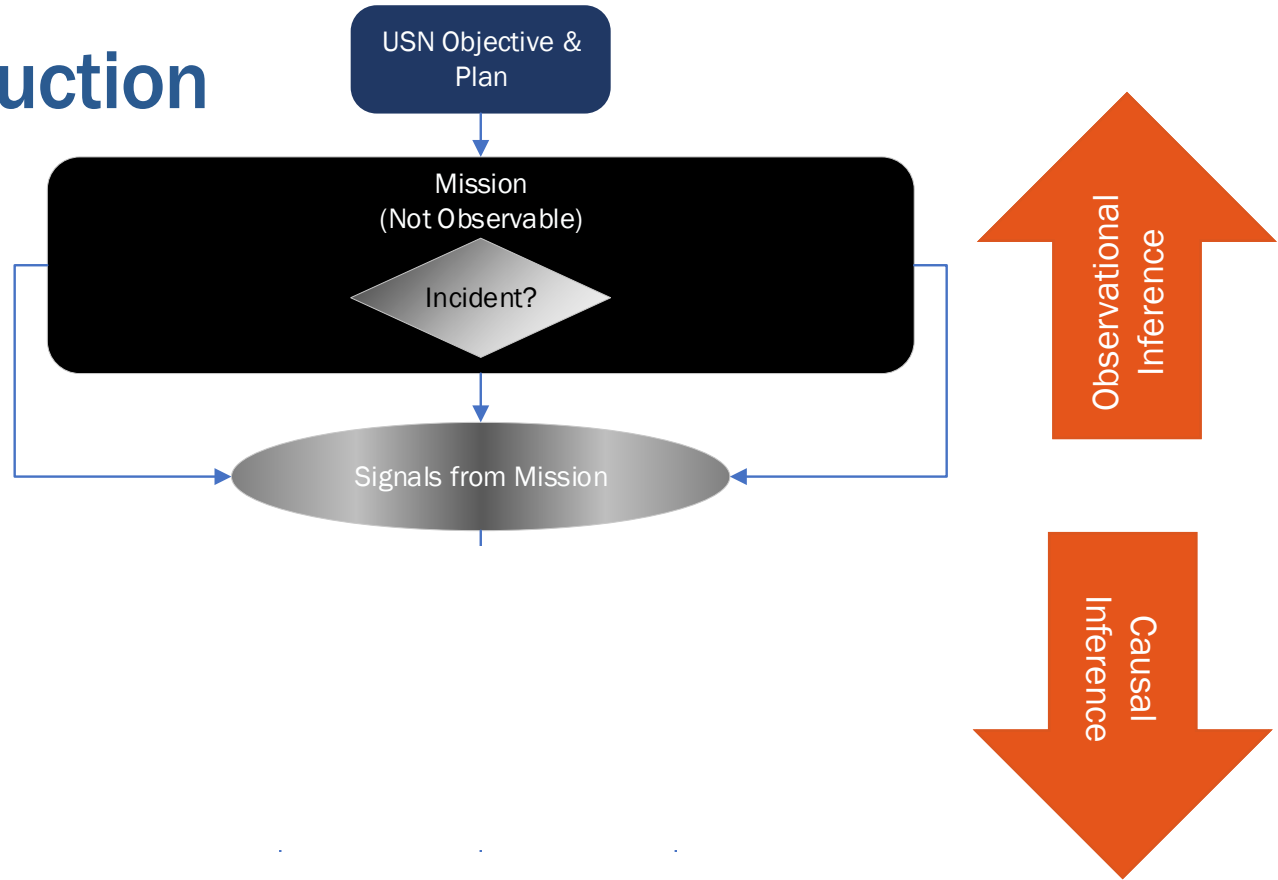 uction
USN Objective &
Plan
Mission
(Not Observable)
Incident?
Signals from Mission
Observational
Inference
Causal
Inference